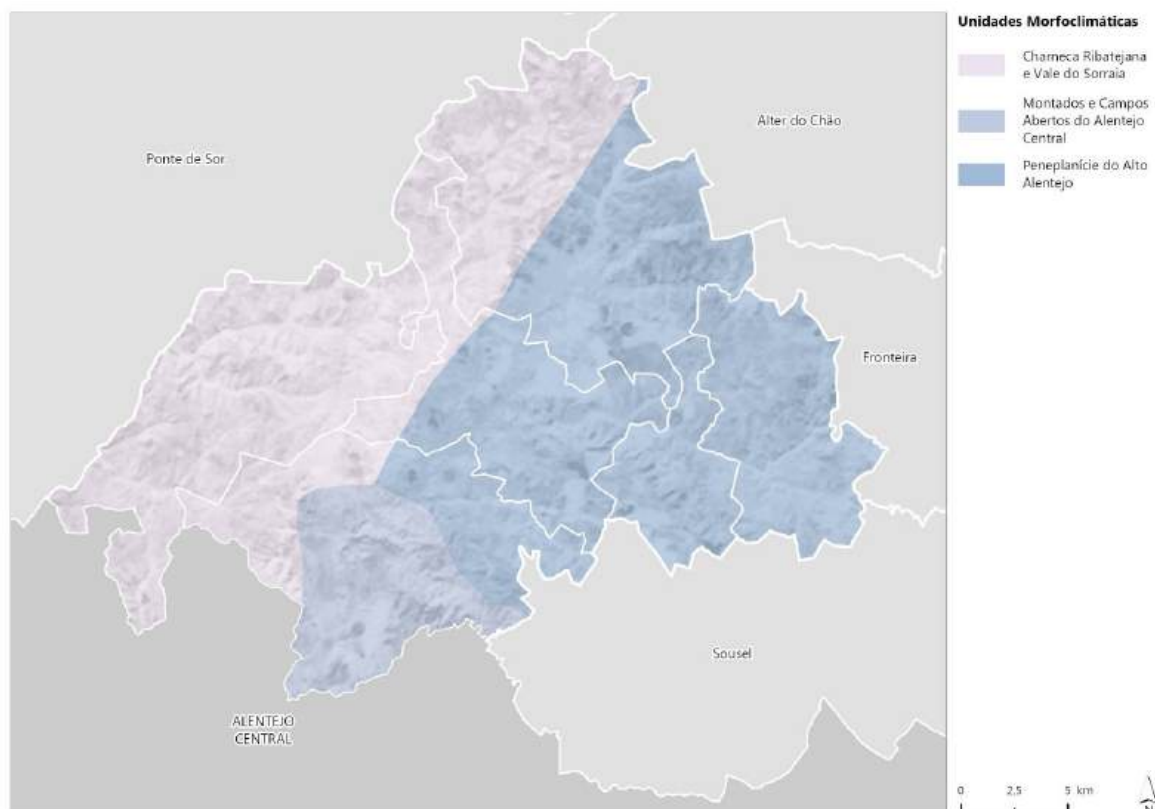 Unidades Morfoclimáticas
Charneca Ribatejana
e Vale do Sorraia
Montados e Campos
Abertos do Alentejo
Central
Peneplanície do Alto
Alentejo
Alter do Chão
Ponte de Sor
Fronteira
Sousel
ALENTEJO
CENTRAL
0 2,5 5 km
N